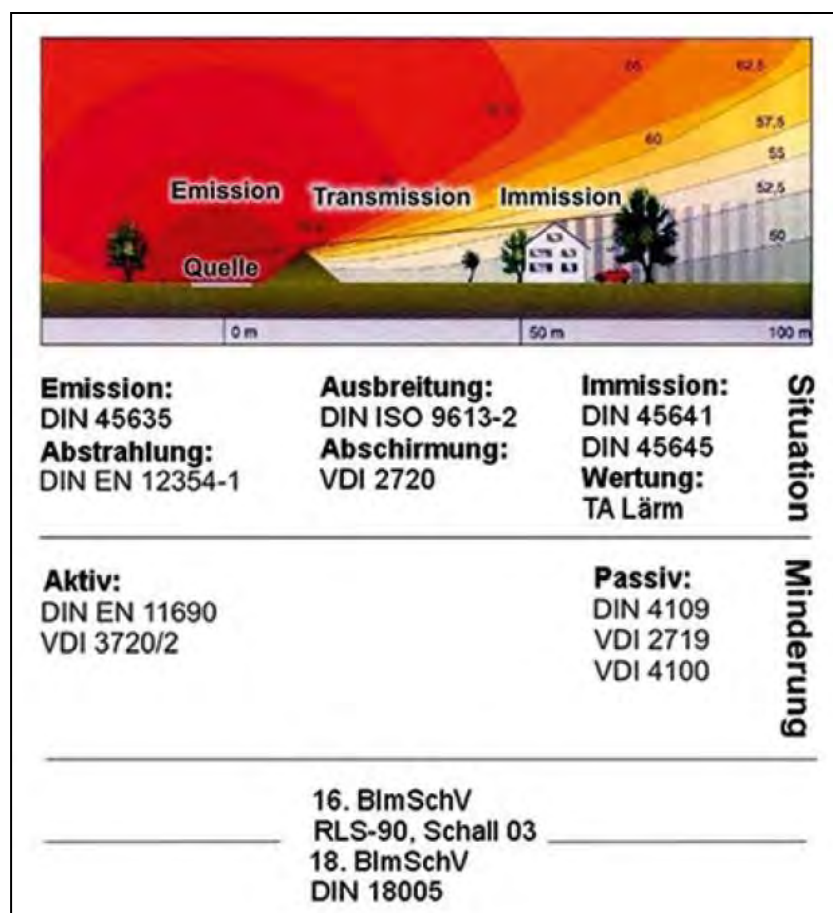 65
62,5
60
57,5
55
52,5
50
Emission
Transmission
Immission
Quelle
0 m
50 m
100 m
Emission:
DIN 45635
Abstrahlung:
DIN EN 12354-1
Ausbreitung:
DIN ISO 9613-2
Abschirmung:
VDI 2720
Immission:
DIN 45641
DIN 45645
Wertung:
TA Lärm
Situation
Aktiv:
DIN EN 11690
VDI 3720/2
Passiv:
DIN 4109
VDI 2719
VDI 4100
Minderung
16. BImSchV
RLS-90, Schall 03
18. BImSchV
DIN 18005